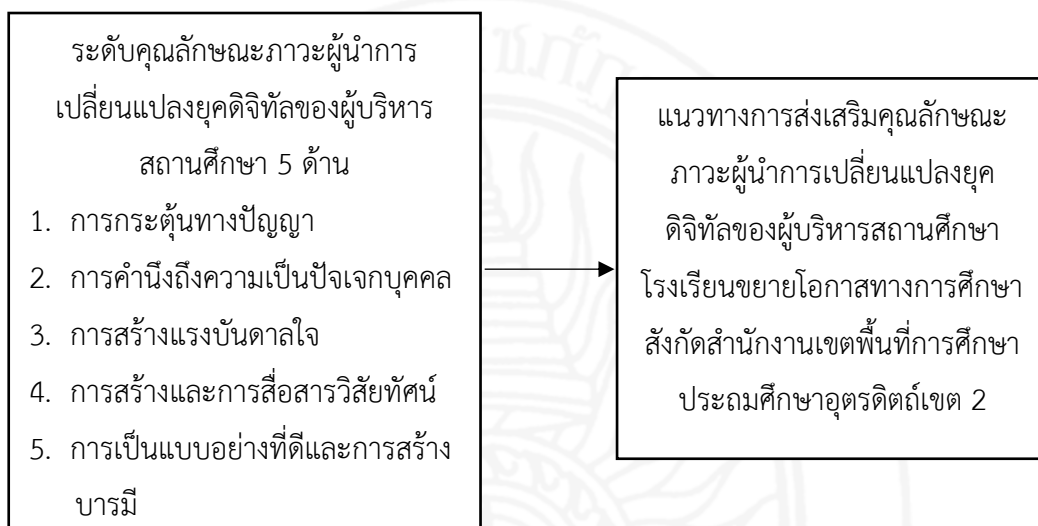 ระดับคุณลักษณะภาวะผู้นำการ
เปลี่ยนแปลงยุคดิจิทัลของผู้บริหาร
สถานศึกษา 5 ด้าน
1. การกระตุ้นทางปัญญา
2. การคำนึงถึงความเป็นปัจเจกบุคคล
3. การสร้างแรงบันดาลใจ
4. การสร้างและการสื่อสารวิสัยทัศน์
5. การเป็นแบบอย่างที่ดีและการสร้าง
บารมี
แนวทางการส่งเสริมคุณลักษณะ
ภาวะผู้นำการเปลี่ยนแปลงยุค
ดิจิทัลของผู้บริหารสถานศึกษา
โรงเรียนขยายโอกาสทางการศึกษา
สังกัดสำนักงานเขตพื้นที่การศึกษา
ประถมศึกษาอุตรดิตถ์เขต 2